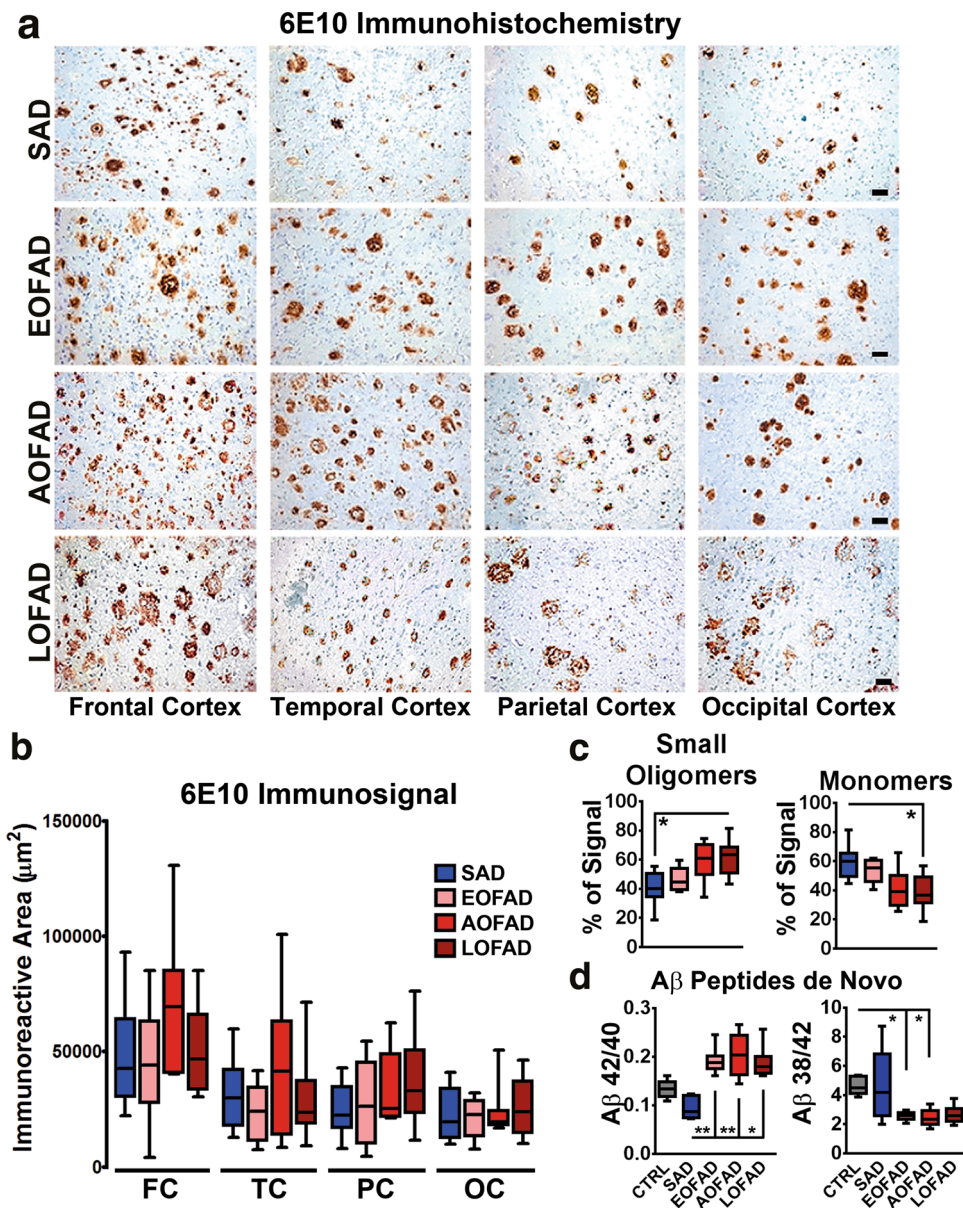 a
6E10 Immunohistochemistry
SAD
EOFAD
AOFAD
LOFAD
Frontal Cortex
Temporal Cortex
Parietal Cortex
Occipital Cortex
b
6E10 Immunosignal
Immunoreactive Area (μm²)
150000
100000
50000
0
SAD
EOFAD
AOFAD
LOFAD
FC
TC
PC
OC
c
Small
Oligomers
% of Signal
100
80
60
40
20
0
*
Monomers
% of Signal
100
80
60
40
20
0
*
d
Aβ Peptides de Novo
Aβ 42/40
0.3
0.2
0.1
0.0
** ** *
CTRL
SAD
EOFAD
AOFAD
LOFAD
Aβ 38/42
10
8
6
4
2
0
* *
CTRL
SAD
EOFAD
AOFAD
LOFAD